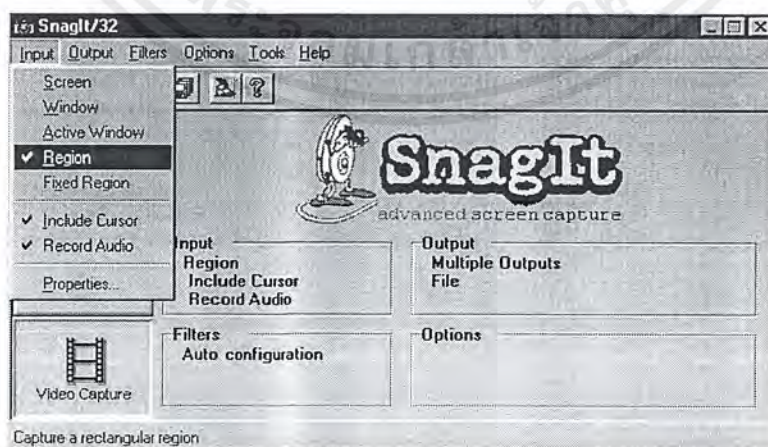 SnagIt/32
Input Output Filters Options Tools Help
Screen
Window
Active Window
✔ Region
Fixed Region
✔ Include Cursor
✔ Record Audio
Properties...
SnagIt
advanced screen capture
Input
Region
Include Cursor
Record Audio
Output
Multiple Outputs
File
Filters
Auto configuration
Options
Video Capture
Capture a rectangular region